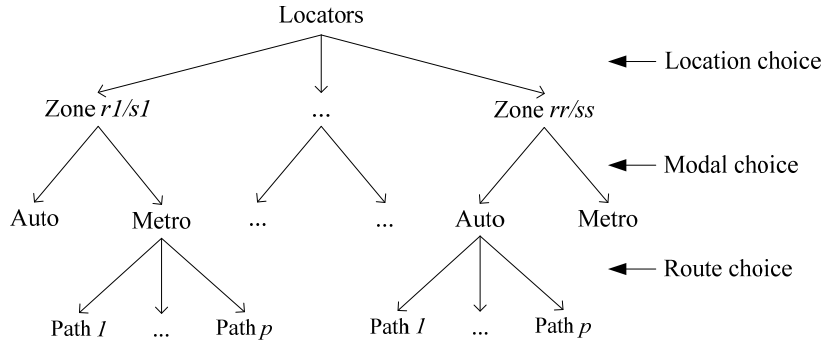 Locators
Location choice
Zone r1/s1 ... Zone rr/ss
Modal choice
Auto Metro ... ... Auto Metro
Route choice
Path 1 ... Path p Path 1 ... Path p